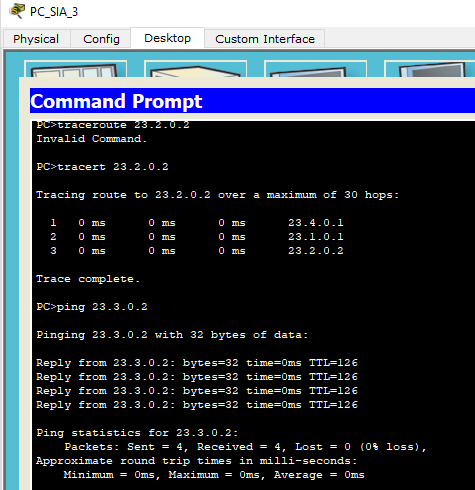 PC_SIA_3
Physical Config Desktop Custom Interface
Command Prompt
PC>traceroute 23.2.0.2
Invalid Command.
PC>tracert 23.2.0.2
Tracing route to 23.2.0.2 over a maximum of 30 hops:
1 0 ms 0 ms 0 ms 23.4.0.1
2 0 ms 0 ms 0 ms 23.1.0.1
3 0 ms 0 ms 0 ms 23.2.0.2
Trace complete.
PC>ping 23.3.0.2
Pinging 23.3.0.2 with 32 bytes of data:
Reply from 23.3.0.2: bytes=32 time=0ms TTL=126
Reply from 23.3.0.2: bytes=32 time=0ms TTL=126
Reply from 23.3.0.2: bytes=32 time=0ms TTL=126
Reply from 23.3.0.2: bytes=32 time=0ms TTL=126
Ping statistics for 23.3.0.2:
Packets: Sent = 4, Received = 4, Lost = 0 (0% loss),
Approximate round trip times in milli-seconds:
Minimum = 0ms, Maximum = 0ms, Average = 0ms